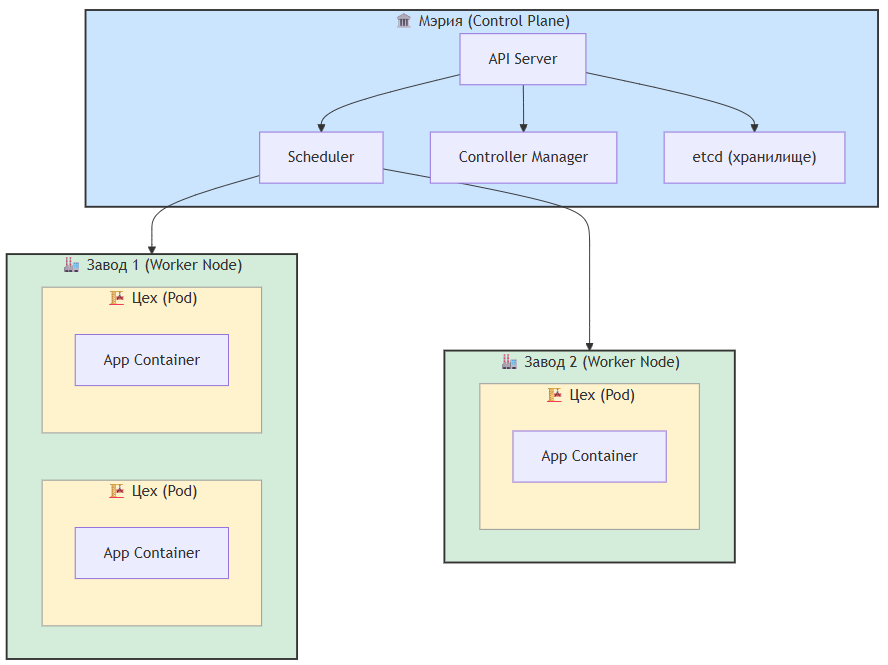 🏛️ Мэрия (Control Plane)
API Server
Scheduler
Controller Manager
etcd (хранилище)
🏭 Завод 1 (Worker Node)
🏗️ Цех (Pod)
App Container
🏗️ Цех (Pod)
App Container
🏭 Завод 2 (Worker Node)
🏗️ Цех (Pod)
App Container